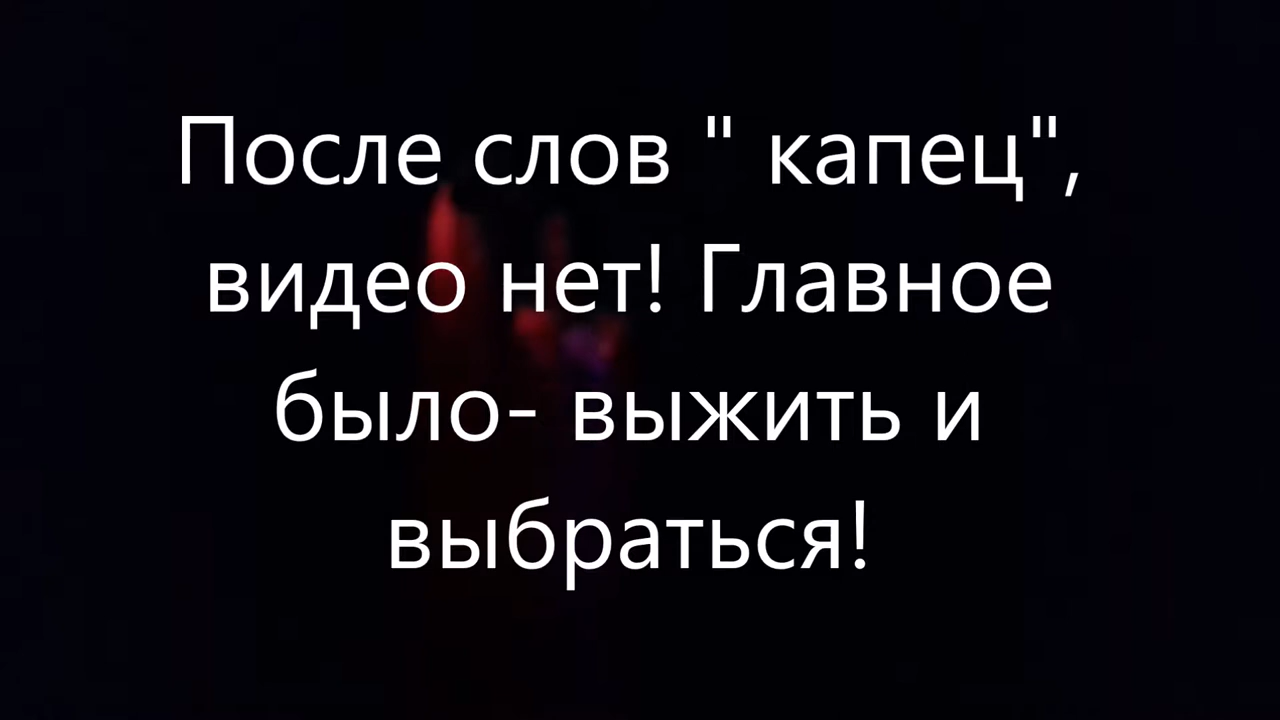 После слов " капец",
видео нет! Главное
было- выжить и
выбраться!